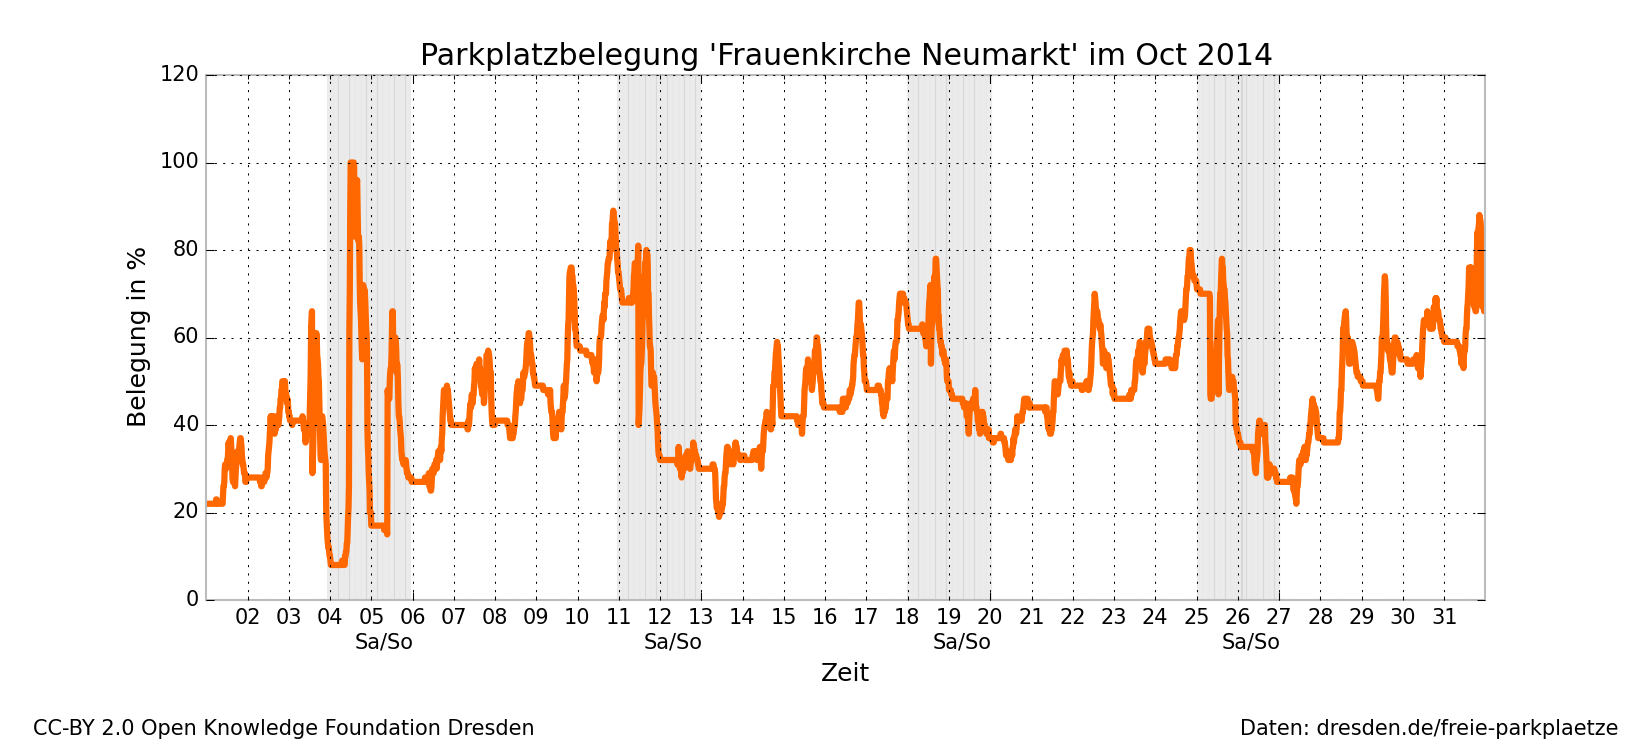 Parkplatzbelegung 'Frauenkirche Neumarkt' im Oct 2014
120
100
80
60
40
20
0
Belegung in %
02 03 04 05 06 07 08 09 10 11 12 13 14 15 16 17 18 19 20 21 22 23 24 25 26 27 28 29 30 31
Sa/So Sa/So Sa/So Sa/So
Zeit
CC-BY 2.0 Open Knowledge Foundation Dresden
Daten: dresden.de/freie-parkplaetze